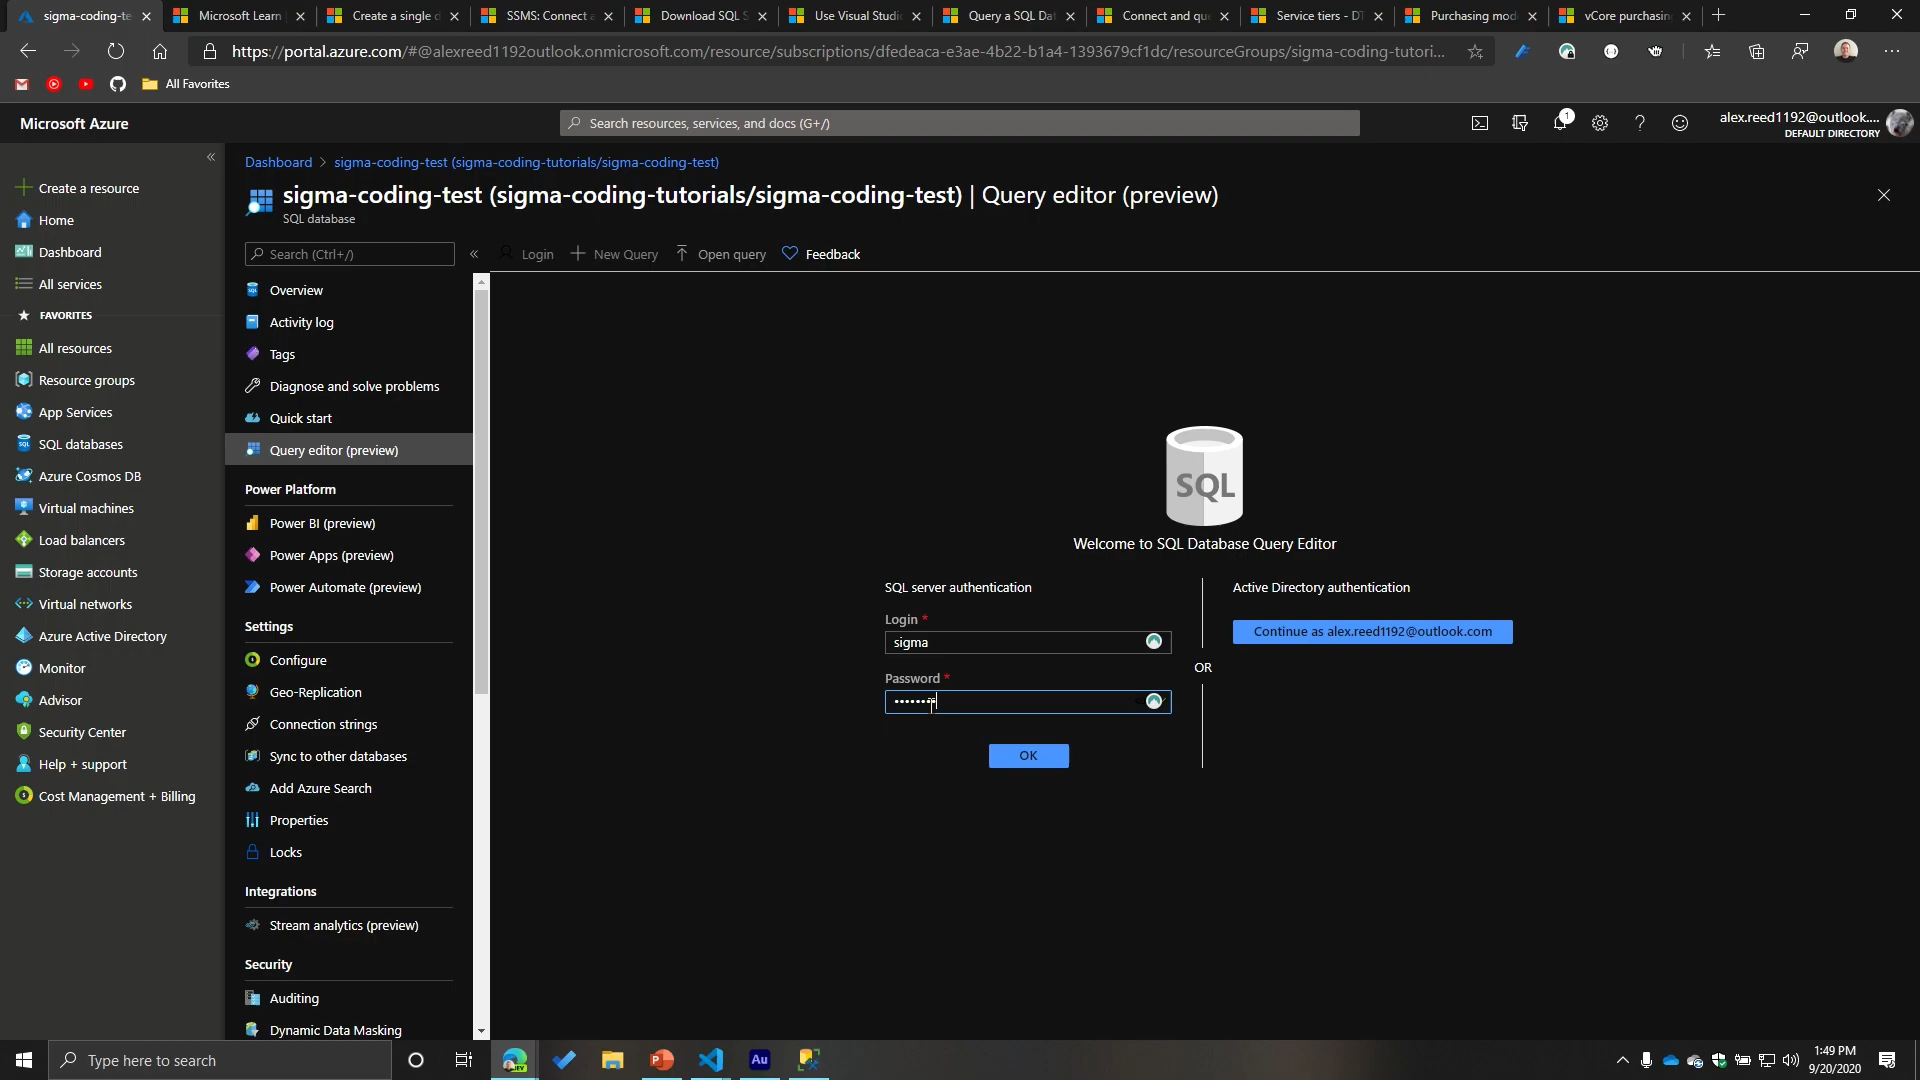 sigma-coding-te
Microsoft Learn
Create a single d
SSMS: Connect a
Download SQL S
Use Visual Studio
Query a SQL Dat
Connect and qu
Service tiers - DT
Purchasing mod
vCore purchasin
https://portal.azure.com/#@alexreed1192outlook.onmicrosoft.com/resource/subscriptions/dfedeaca-e3ae-4b22-b1a4-1393679cf1dc/resourceGroups/sigma-coding-tutori...
All Favorites
Microsoft Azure
Search resources, services, and docs (G+/)
1
alex.reed1192@outlook....
DEFAULT DIRECTORY
Create a resource
Home
Dashboard
All services
FAVORITES
All resources
Resource groups
App Services
SQL databases
Azure Cosmos DB
Virtual machines
Load balancers
Storage accounts
Virtual networks
Azure Active Directory
Monitor
Advisor
Security Center
Help + support
Cost Management + Billing
Dashboard > sigma-coding-test (sigma-coding-tutorials/sigma-coding-test)
sigma-coding-test (sigma-coding-tutorials/sigma-coding-test) | Query editor (preview)
SQL database
Search (Ctrl+/)
Login
New Query
Open query
Feedback
Overview
Activity log
Tags
Diagnose and solve problems
Quick start
Query editor (preview)
Power Platform
Power BI (preview)
Power Apps (preview)
Power Automate (preview)
Settings
Configure
Geo-Replication
Connection strings
Sync to other databases
Add Azure Search
Properties
Locks
Integrations
Stream analytics (preview)
Security
Auditing
Dynamic Data Masking
SQL
Welcome to SQL Database Query Editor
SQL server authentication
Login *
sigma
Password *
OK
OR
Active Directory authentication
Continue as alex.reed1192@outlook.com
Type here to search
Au
1:49 PM
9/20/2020